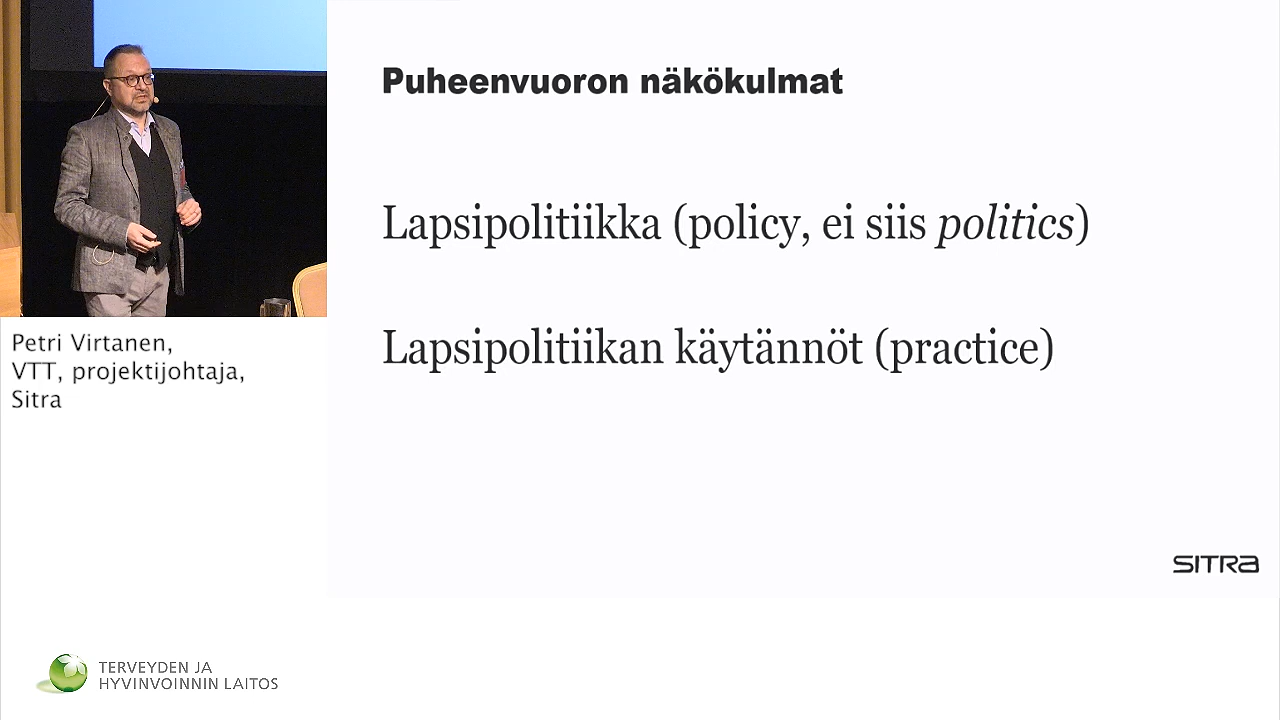 Puheenvuoron näkökulmat
Lapsipolitiikka (policy, ei siis politics)
Lapsipolitiikan käytännöt (practice)
SITRA
Petri Virtanen,
VTT, projektijohtaja,
Sitra
TERVEYDEN JA
HYVINVOINNIN LAITOS